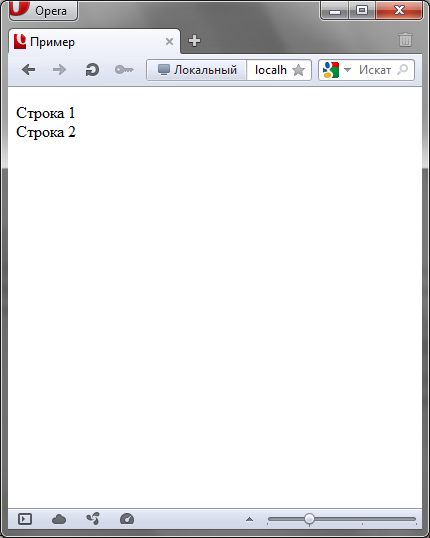 Opera
Пример
Локальный localh Искат
Строка 1
Строка 2